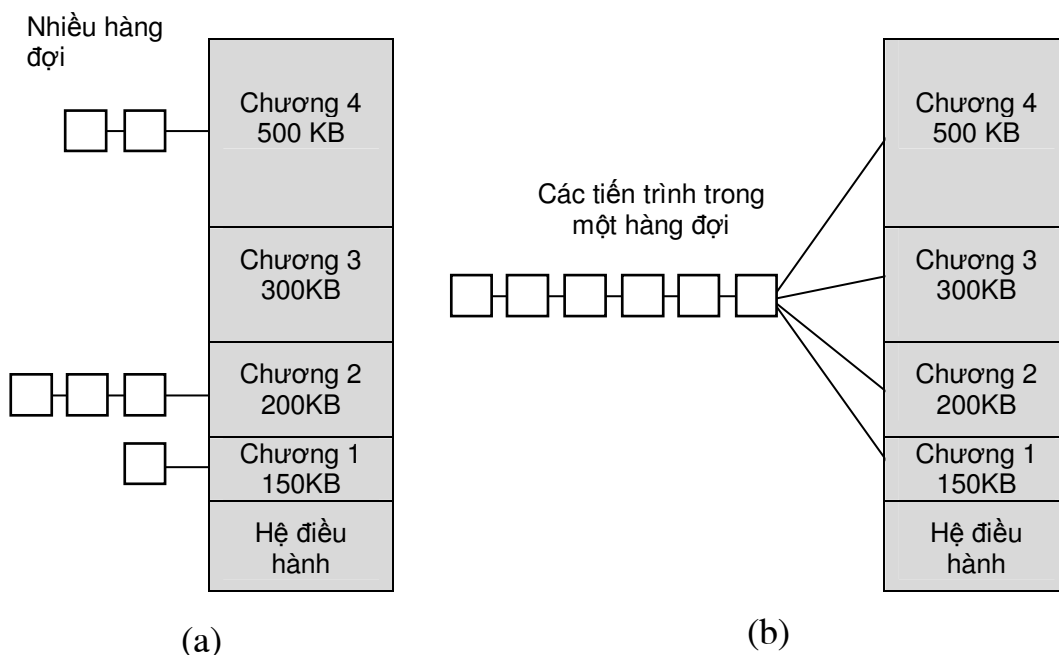 Nhiều hàng
đợi
Chương 4
500 KB
Chương 3
300KB
Chương 2
200KB
Chương 1
150KB
Hệ điều
hành
(a)
Các tiến trình trong
một hàng đợi
Chương 4
500 KB
Chương 3
300KB
Chương 2
200KB
Chương 1
150KB
Hệ điều
hành
(b)